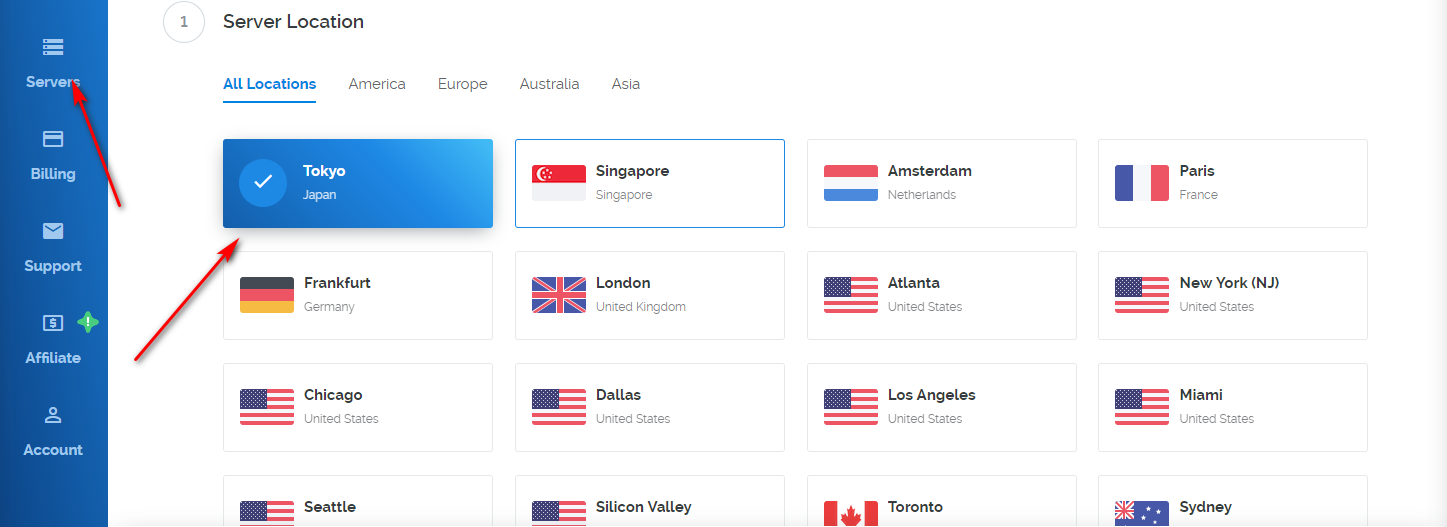 1
Server Location
All Locations
America
Europe
Australia
Asia
Servers
Billing
Support
Affiliate
Account
Tokyo
Japan
Singapore
Singapore
Amsterdam
Netherlands
Paris
France
Frankfurt
Germany
London
United Kingdom
Atlanta
United States
New York (NJ)
United States
Chicago
United States
Dallas
United States
Los Angeles
United States
Miami
United States
Seattle
Silicon Valley
Toronto
Sydney